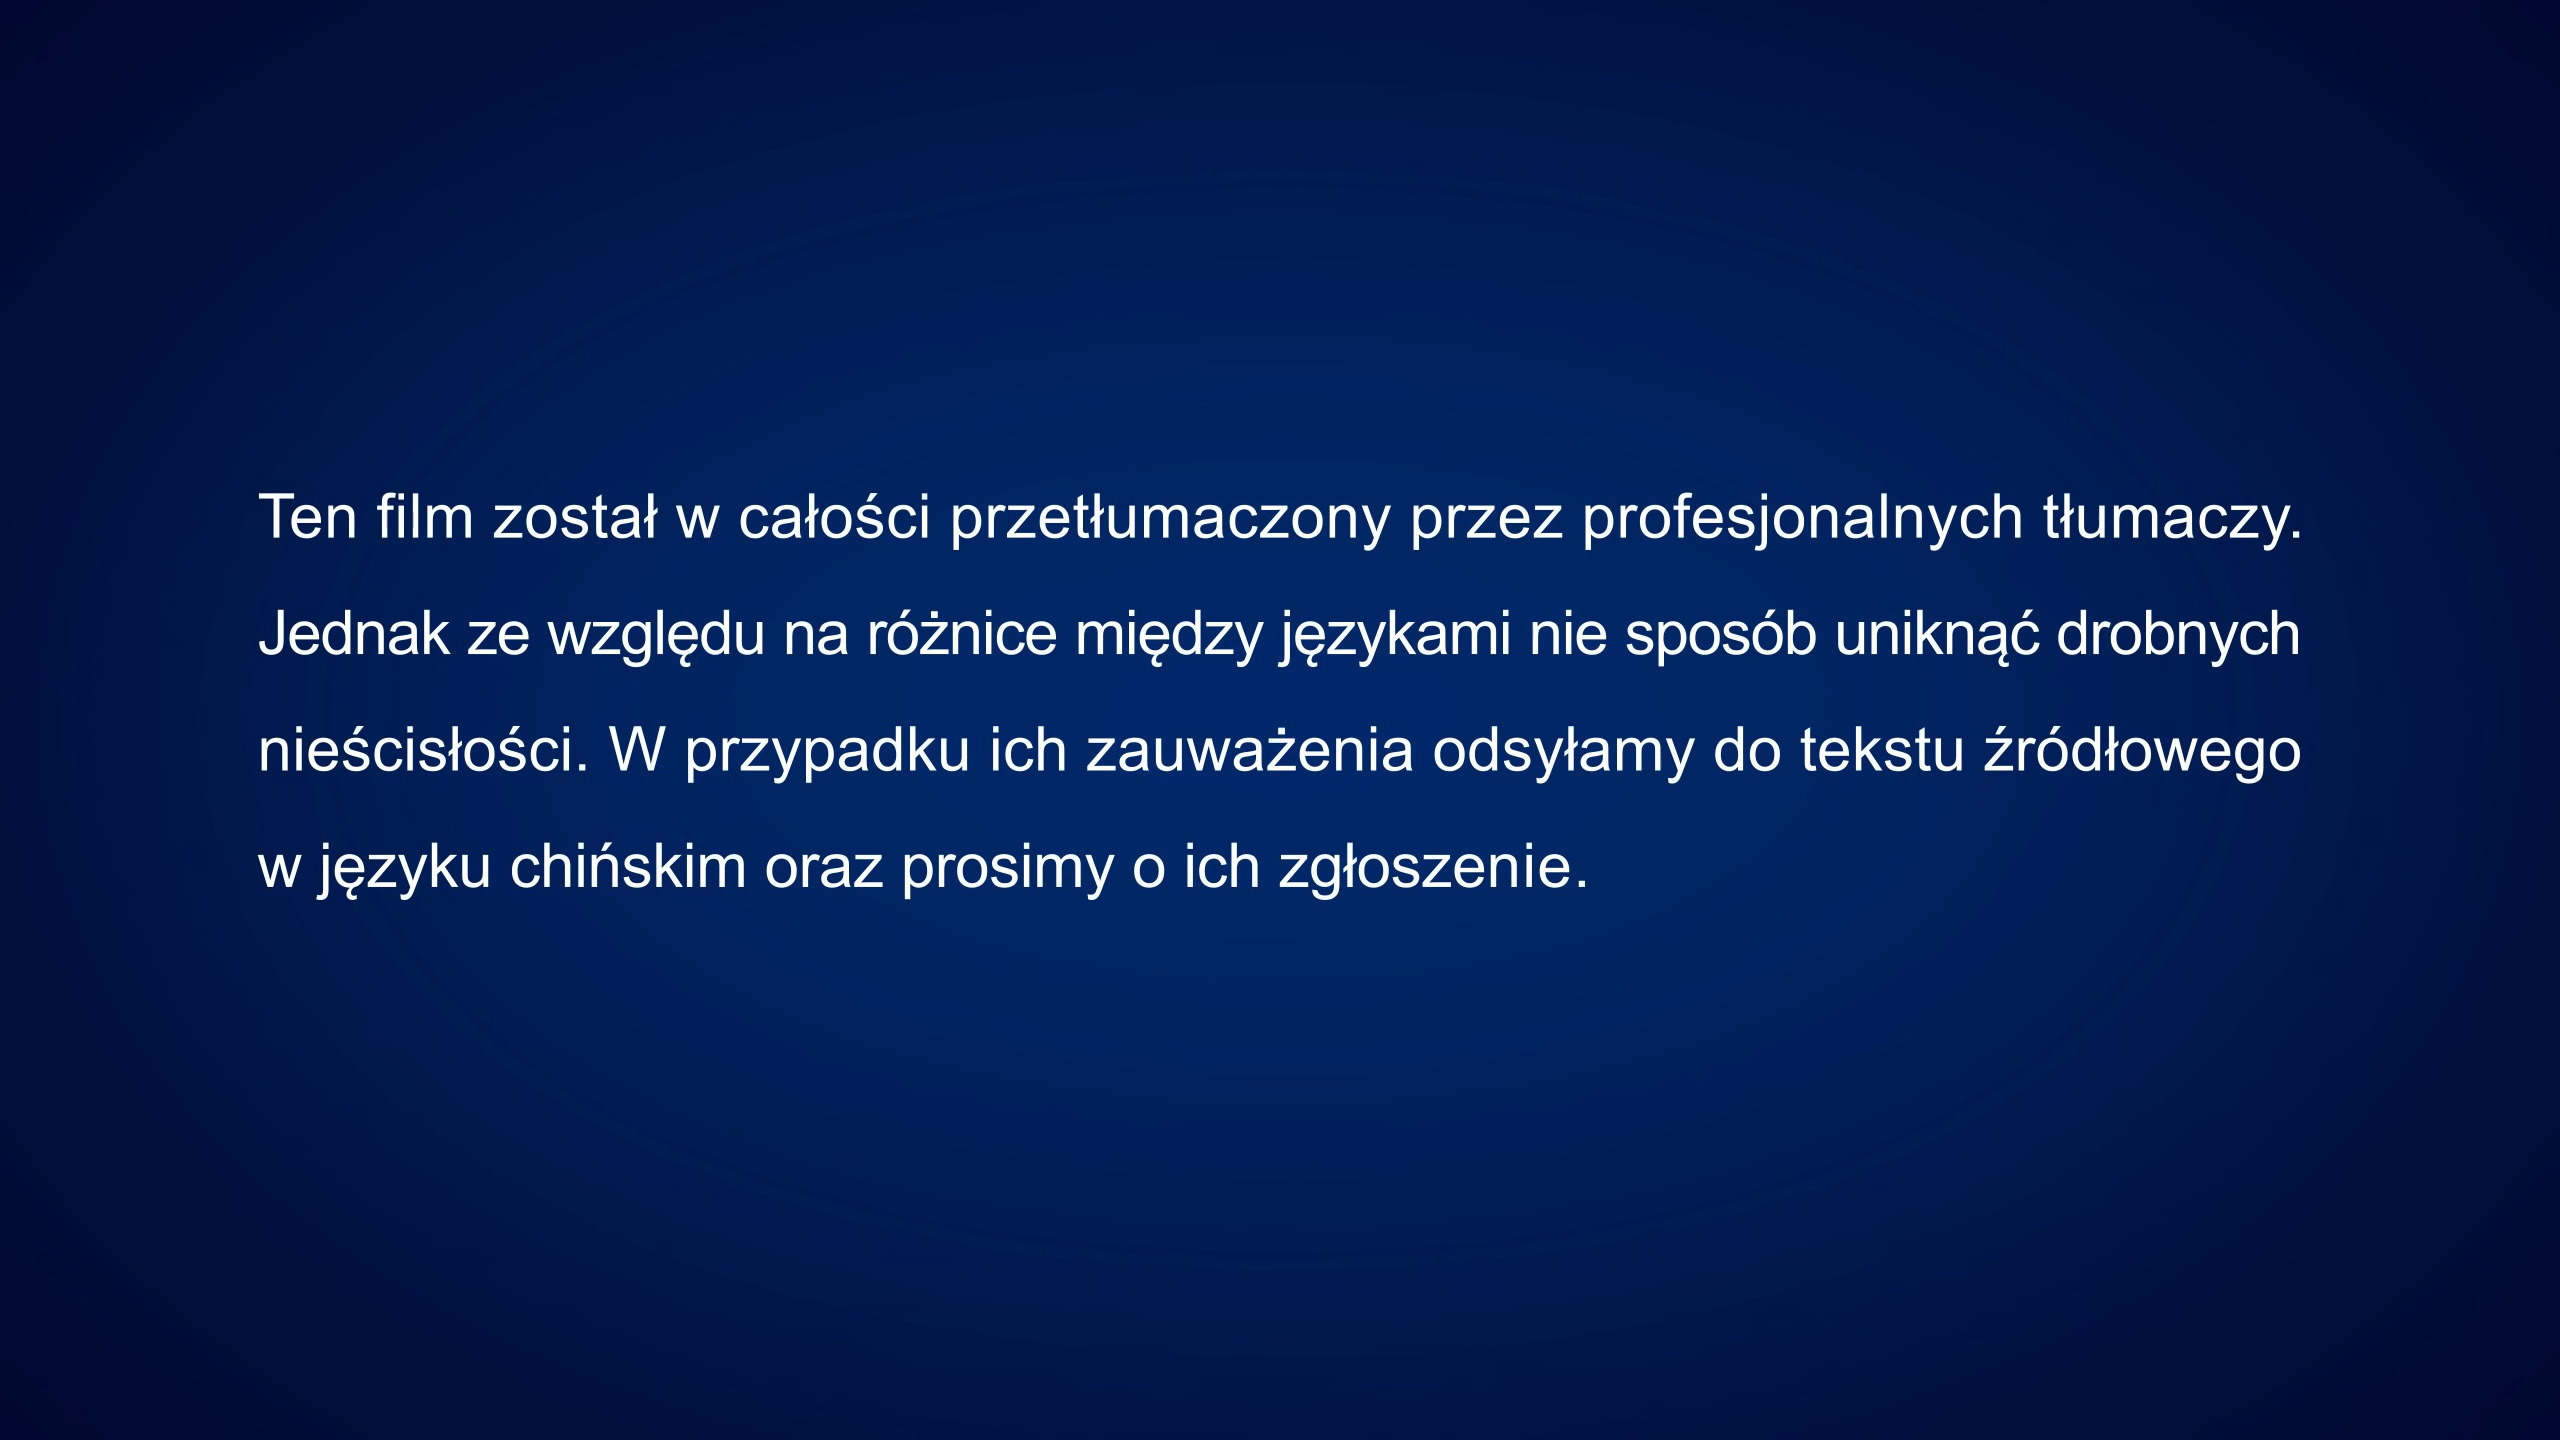 Ten film został w całości przetłumaczony przez profesjonalnych tłumaczy.
Jednak ze względu na różnice między językami nie sposób uniknąć drobnych
nieścisłości. W przypadku ich zauważenia odsyłamy do tekstu źródłowego
w języku chińskim oraz prosimy o ich zgłoszenie.